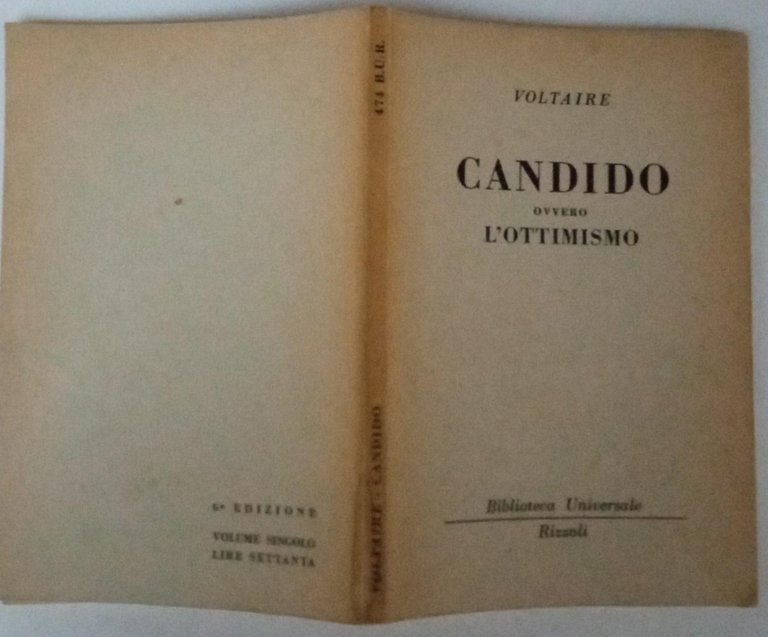 6ª EDIZIONE
VOLUME SINGOLO
LIRE SETTANTA
474 B.U.R.
VOLTAIRE - CANDIDO
VOLTAIRE
CANDIDO
OVVERO
L'OTTIMISMO
Biblioteca Universale
Rizzoli